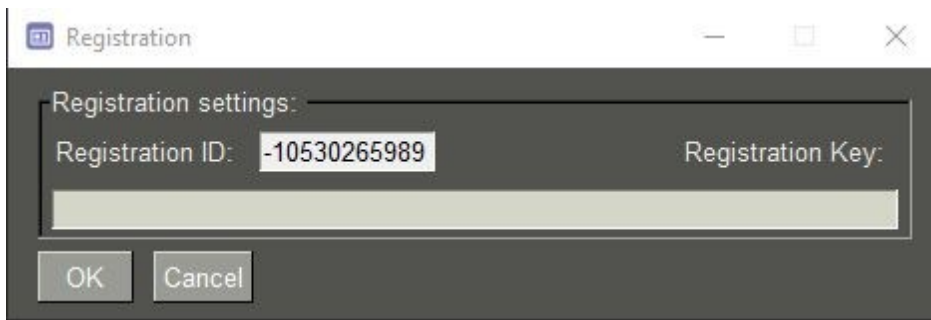 Registration
Registration settings:
Registration ID: -10530265989 Registration Key:
OK Cancel